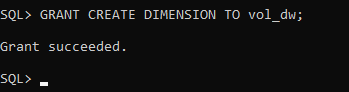 SQL> GRANT CREATE DIMENSION TO vol_dw;
Grant succeeded.
SQL>